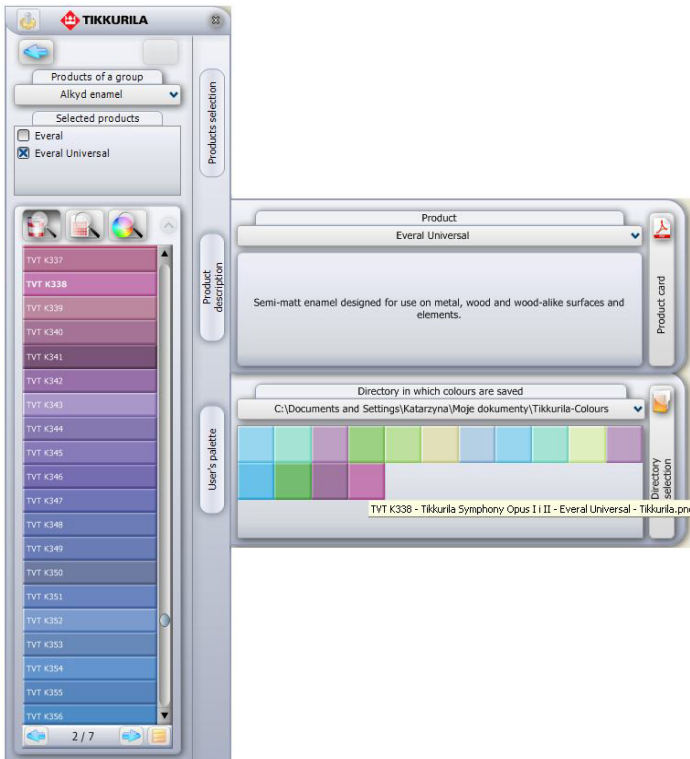 TIKKURILA
Products of a group
Alkyd enamel
Selected products
Everal
Everal Universal
Products selection
Product description
User's palette
TVT K337
TVT K338
TVT K339
TVT K340
TVT K341
TVT K342
TVT K343
TVT K344
TVT K345
TVT K346
TVT K347
TVT K348
TVT K349
TVT K350
TVT K351
TVT K352
TVT K353
TVT K354
TVT K355
TVT K356
2 / 7
Product
Everal Universal
Semi-matt enamel designed for use on metal, wood and wood-alike surfaces and
elements.
Product card
Directory in which colours are saved
C:\Documents and Settings\Katarzyna\Moje dokumenty\Tikkurila-Colours
Directory
selection
TVT K338 - Tikkurila Symphony Opus I i II - Everal Universal - Tikkurila.pn